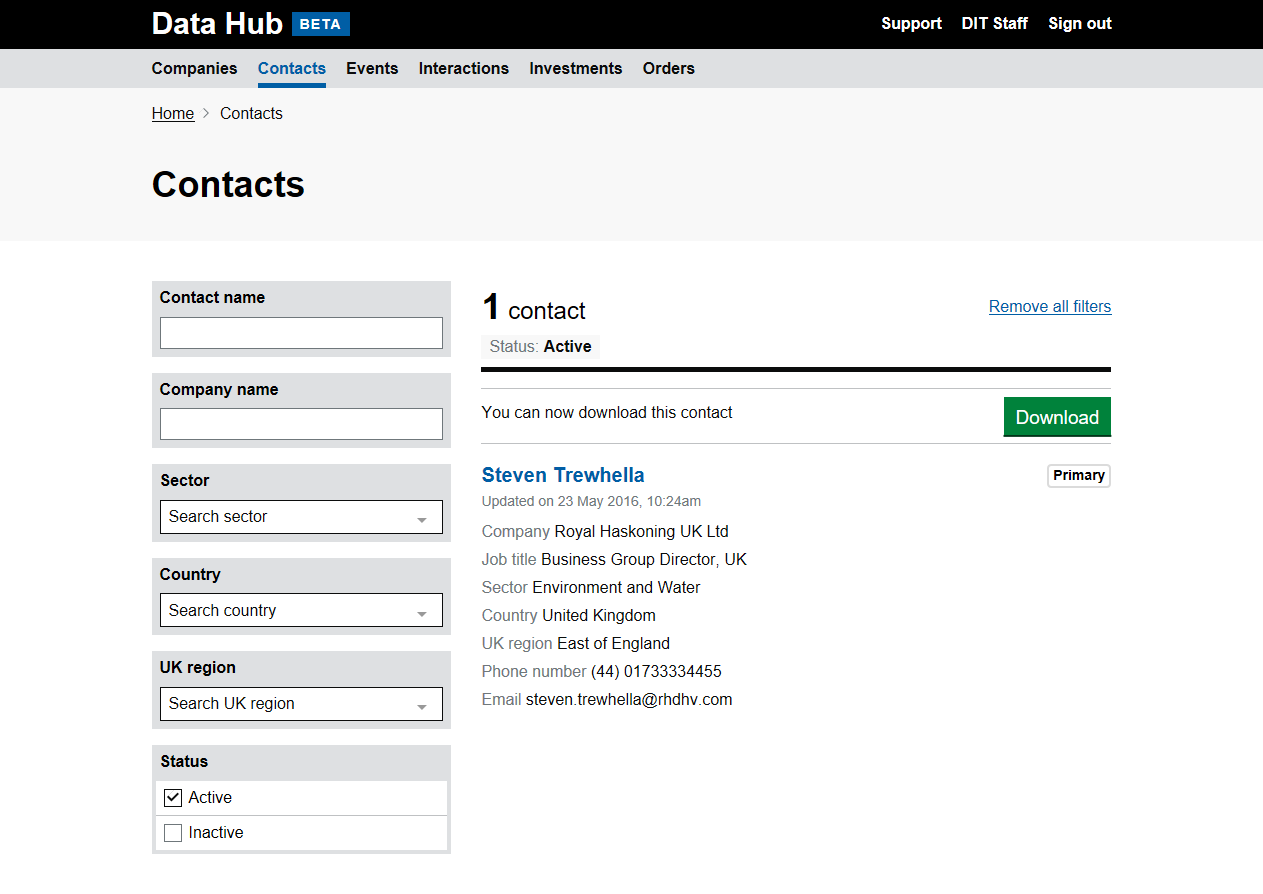 Data Hub BETA
Support DIT Staff Sign out
Companies Contacts Events Interactions Investments Orders
Home Contacts
Contacts
Contact name
Company name
Sector
Search sector
Country
Search country
UK region
Search UK region
Status
Active
Inactive
1 contact
Remove all filters
Status: Active
You can now download this contact
Download
Steven Trewhella
Primary
Updated on 23 May 2016, 10:24am
Company Royal Haskoning UK Ltd
Job title Business Group Director, UK
Sector Environment and Water
Country United Kingdom
UK region East of England
Phone number (44) 01733334455
Email steven.trewhella@rhdhv.com